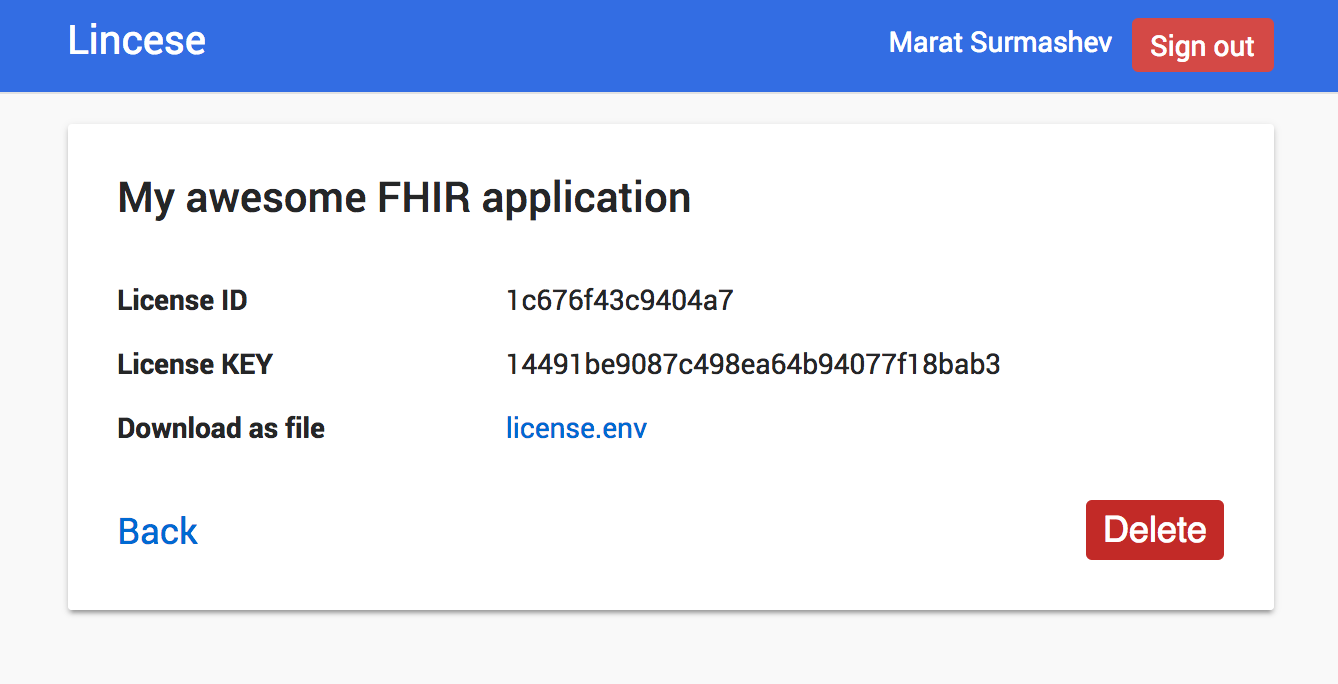 Lincese
Marat Surmashev
Sign out
My awesome FHIR application
License ID 1c676f43c9404a7
License KEY 14491be9087c498ea64b94077f18bab3
Download as file license.env
Back
Delete